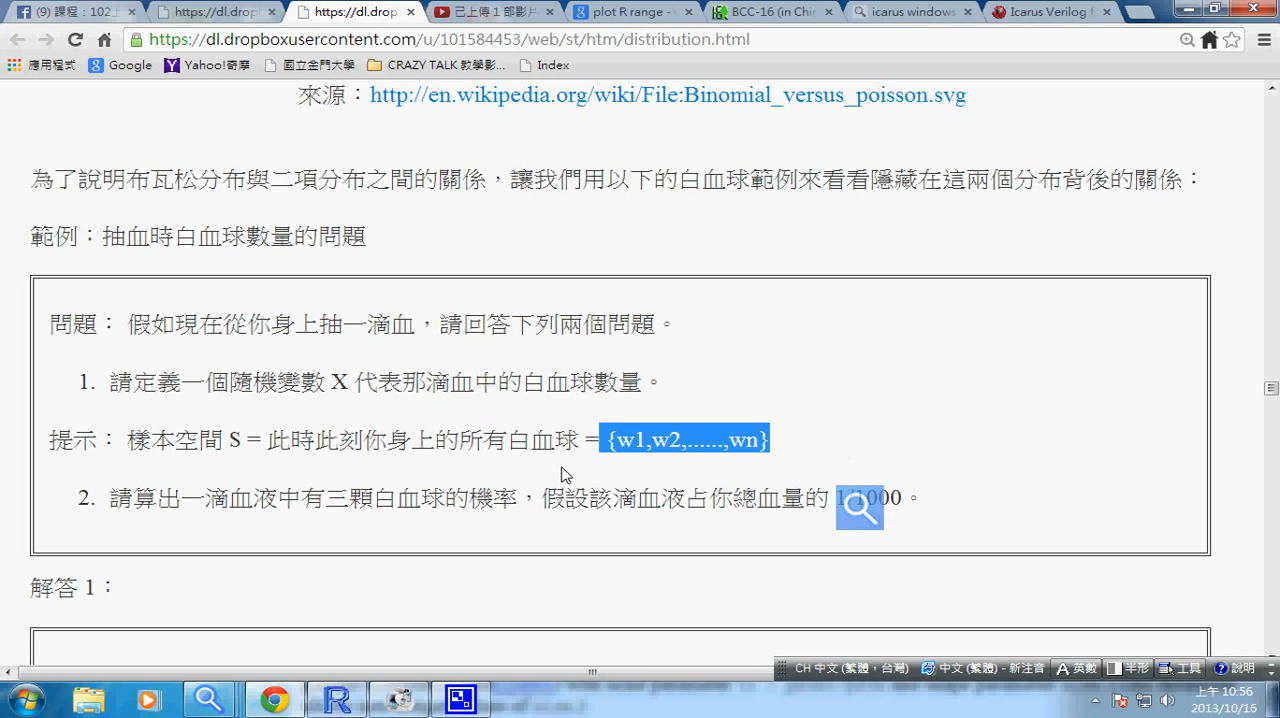 (9) 課程：102上
https://dl.dropb
https://dl.drop
已上傳 1 部影片
plot R range -
BCC-16 (in Chin
icarus windows
Icarus Verilog f
https://dl.dropboxusercontent.com/u/101584453/web/st/htm/distribution.html
應用程式 Google Yahoo!奇摩 國立金門大學 CRAZY TALK 教學影... Index
來源：http://en.wikipedia.org/wiki/File:Binomial_versus_poisson.svg
為了說明布瓦松分布與二項分布之間的關係，讓我們用以下的白血球範例來看看隱藏在這兩個分布背後的關係：
範例：抽血時白血球數量的問題
問題： 假如現在從你身上抽一滴血，請回答下列兩個問題。
1. 請定義一個隨機變數 X 代表那滴血中的白血球數量。
提示： 樣本空間 S = 此時此刻你身上的所有白血球 = {w1,w2,......,wn}
2. 請算出一滴血液中有三顆白血球的機率，假設該滴血液占你總血量的 1/1000。
解答 1：
CH 中文 (繁體，台灣) 中文 (繁體) - 新注音 英數 半形 工具 說明
上午 10:56
2013/10/16